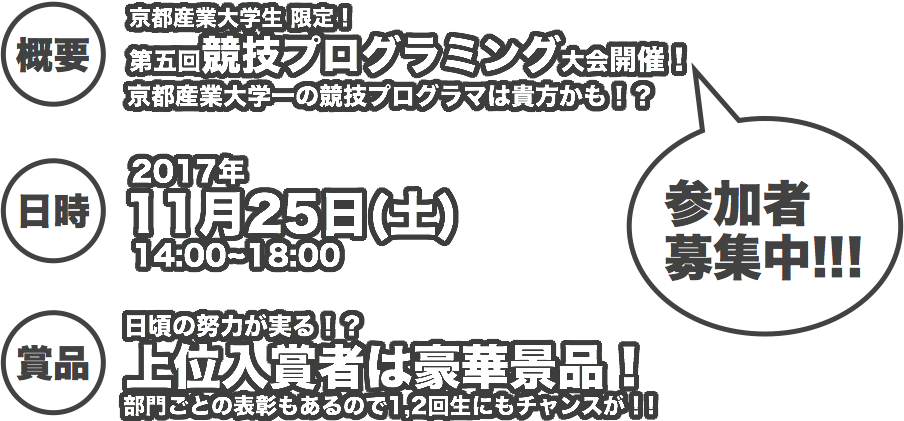 概要
京都産業大学生 限定！
第五回競技プログラミング大会開催！
京都産業大学一の競技プログラマは貴方かも！？
参加者
募集中!!!
日時
2017年
11月25日(土)
14:00~18:00
賞品
日頃の努力が実る！？
上位入賞者は豪華景品！
部門ごとの表彰もあるので1,2回生にもチャンスが！！